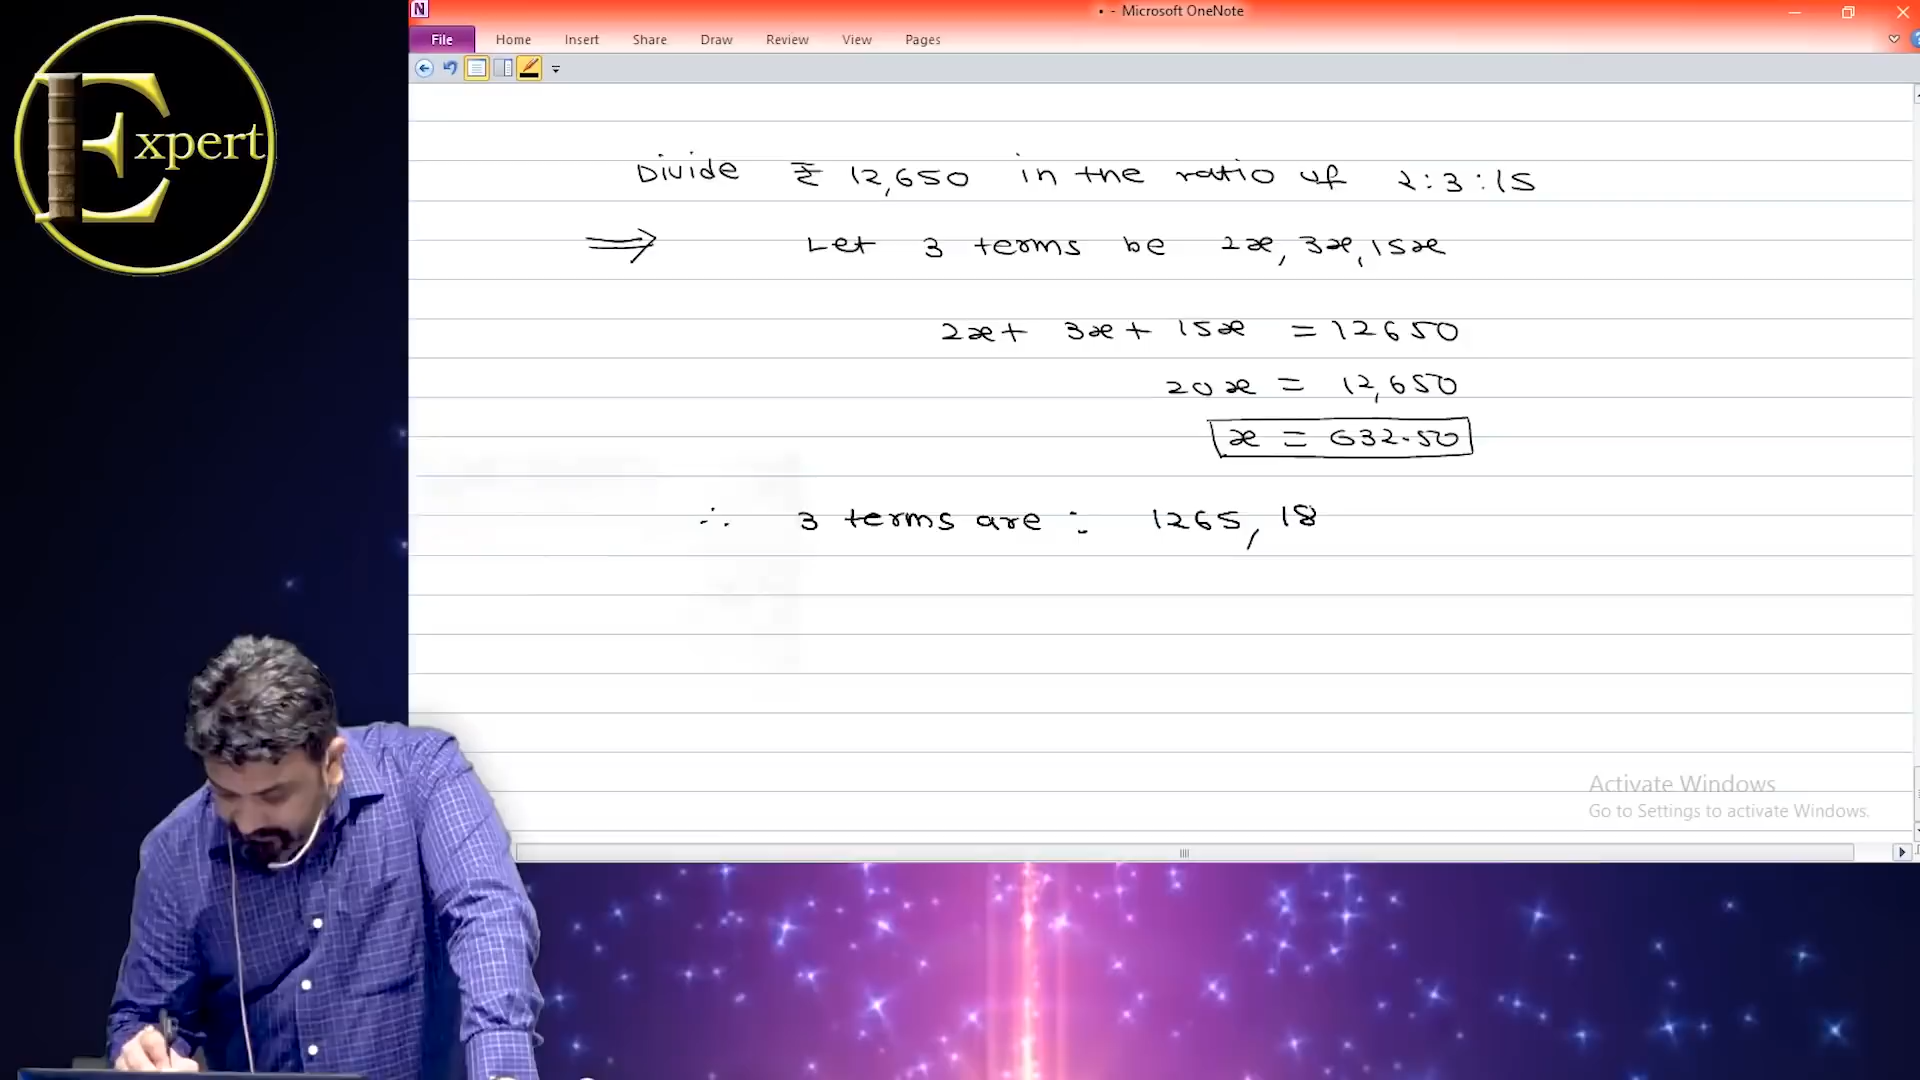 Expert
N
• - Microsoft OneNote
File Home Insert Share Draw Review View Pages
Divide ₹ 12,650 in the ratio of 2:3:15
⇒ Let 3 terms be 2x, 3x, 15x
2x + 3x + 15x = 12650
20x = 12,650
x = 632.50
∴ 3 terms are : 1265, 18
Activate Windows
Go to Settings to activate Windows.